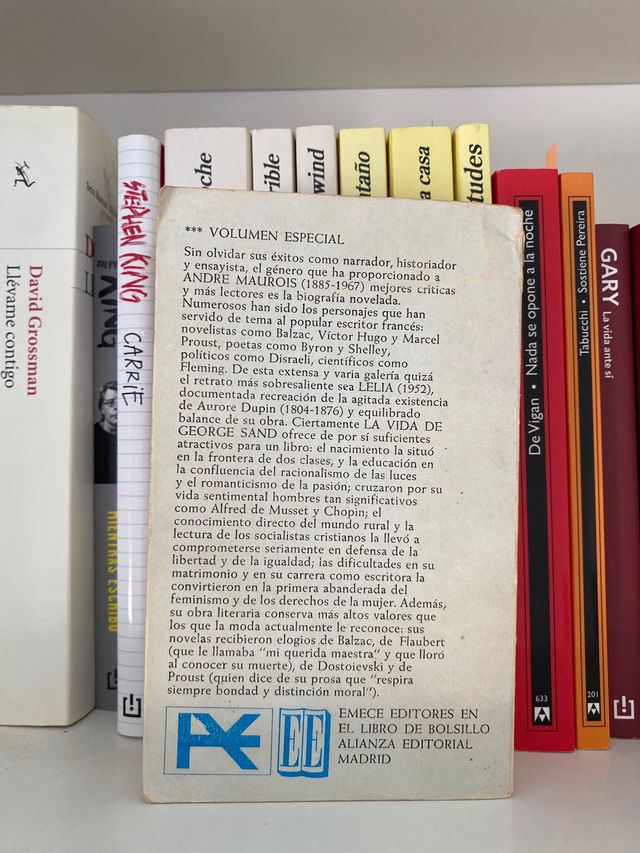 David Grossman
Llévame contigo
STEPHEN KING
CARRIE
MIENTRAS ESCRIBO
che
rible
wind
taño
a casa
tudes
*** VOLUMEN ESPECIAL
Sin olvidar sus éxitos como narrador, historiador
y ensayista, el género que ha proporcionado a
ANDRE MAUROIS (1885-1967) mejores críticas
y más lectores es la biografía novelada.
Numerosos han sido los personajes que han
servido de tema al popular escritor francés:
novelistas como Balzac, Víctor Hugo y Marcel
Proust, poetas como Byron y Shelley,
políticos como Disraeli, científicos como
Fleming. De esta extensa y varia galería quizá
el retrato más sobresaliente sea LELIA (1952),
documentada recreación de la agitada existencia
de Aurore Dupin (1804-1876) y equilibrado
balance de su obra. Ciertamente LA VIDA DE
GEORGE SAND ofrece de por sí suficientes
atractivos para un libro: el nacimiento la situó
en la frontera de dos clases, y la educación en
la confluencia del racionalismo de las luces
y el romanticismo de la pasión; cruzaron por su
vida sentimental hombres tan significativos
como Alfred de Musset y Chopin; el
conocimiento directo del mundo rural y la
lectura de los socialistas cristianos la llevó a
comprometerse seriamente en defensa de la
libertad y de la igualdad; las dificultades en su
matrimonio y en su carrera como escritora la
convirtieron en la primera abanderada del
feminismo y de los derechos de la mujer. Además,
su obra literaria conserva más altos valores que
los que la moda actualmente le reconoce: sus
novelas recibieron elogios de Balzac, de Flaubert
(que le llamaba "mi querida maestra" y que lloró
al conocer su muerte), de Dostoievski y de
Proust (quien dice de su prosa que "respira
siempre bondad y distinción moral").
EE
EMECE EDITORES EN
EL LIBRO DE BOLSILLO
ALIANZA EDITORIAL
MADRID
De Vigan • Nada se opone a la noche
633
Tabucchi • Sostiene Pereira
201
GARY
La vida ante sí